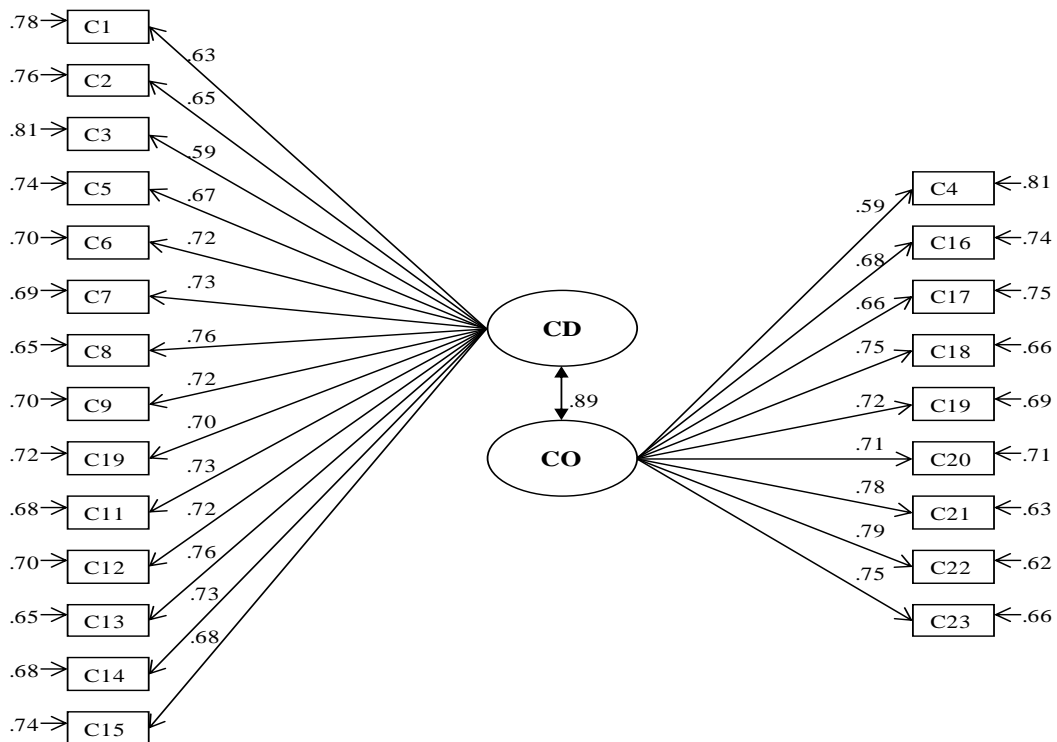 .78 C1 .63
.76 C2 .65
.81 C3 .59
.74 C5 .67
.70 C6 .72
.69 C7 .73
.65 C8 .76
.70 C9 .72
.72 C19 .70
.68 C11 .73
.70 C12 .72
.65 C13 .76
.68 C14 .73
.74 C15 .68
CD
.89
CO
.59 C4 .81
.68 C16 .74
.66 C17 .75
.75 C18 .66
.72 C19 .69
.71 C20 .71
.78 C21 .63
.79 C22 .62
.75 C23 .66